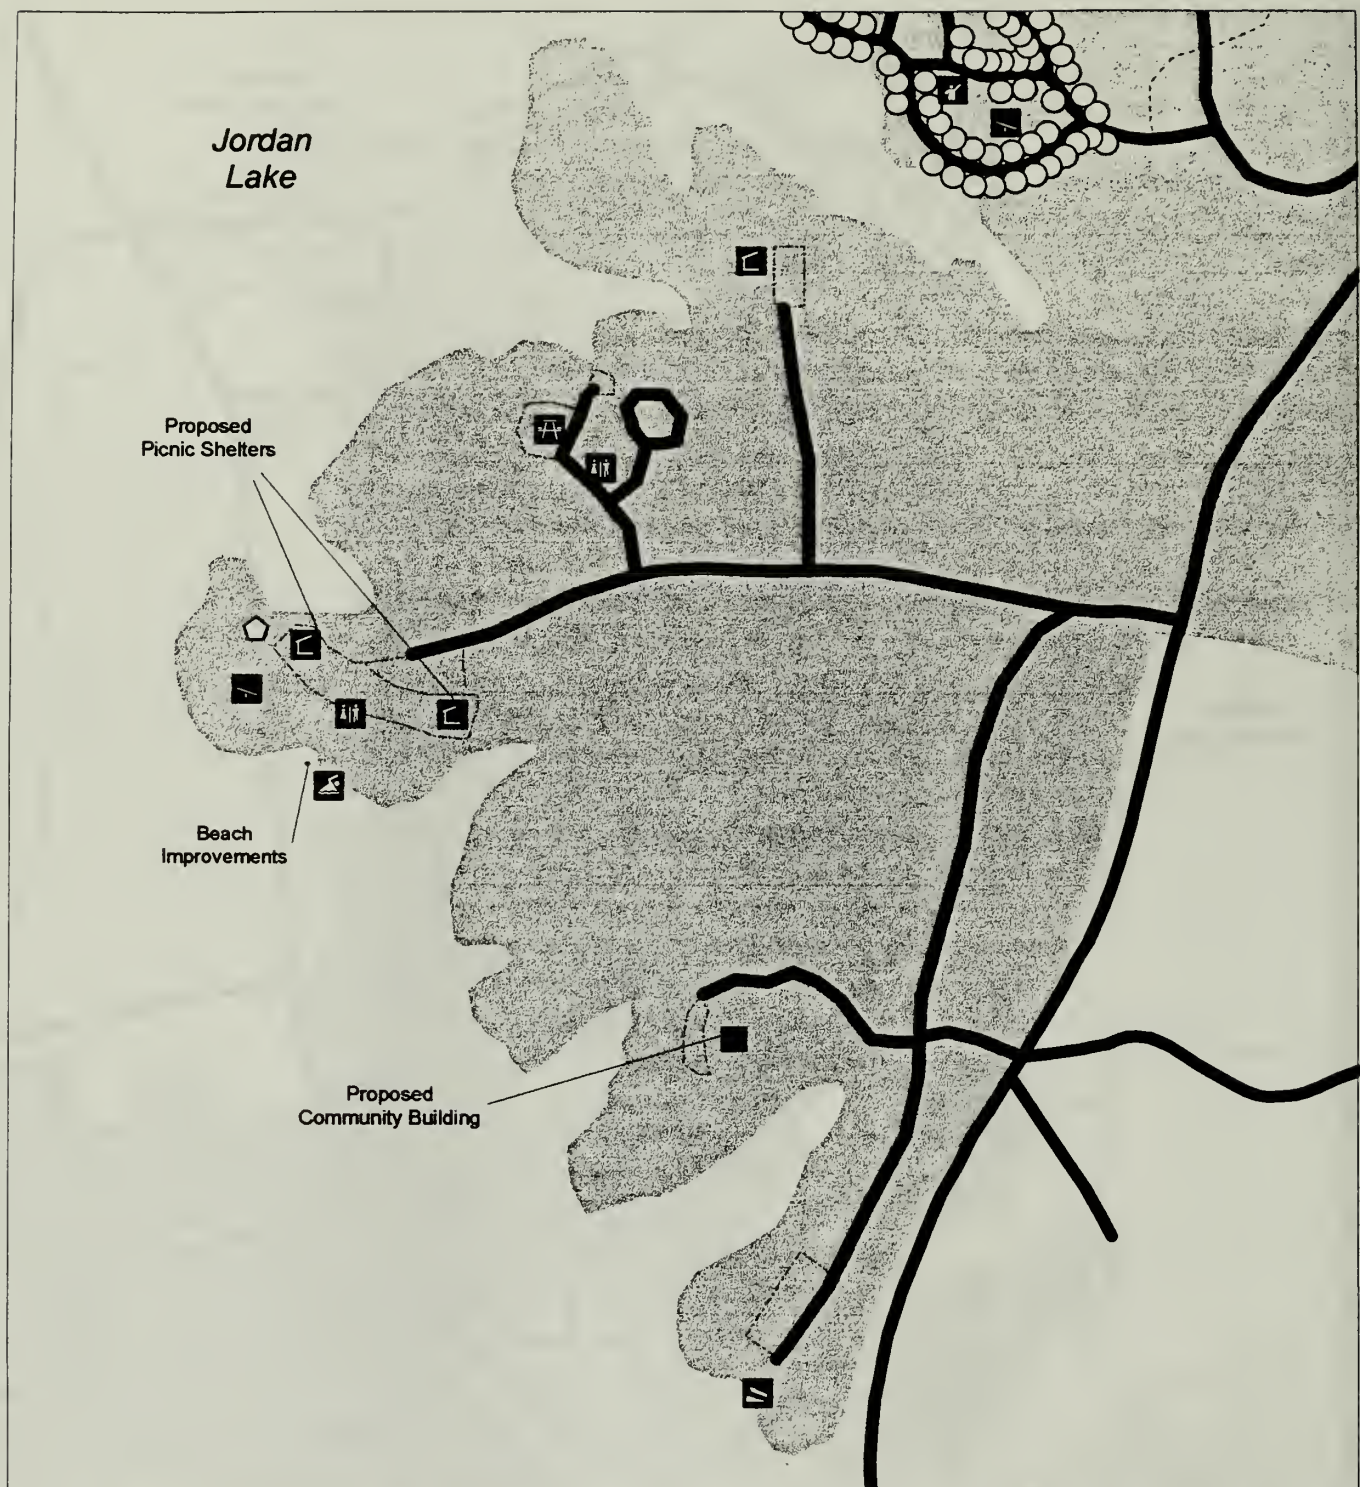 Jordan
Lake
Proposed
Picnic Shelters
Beach
Improvements
Proposed
Community Building